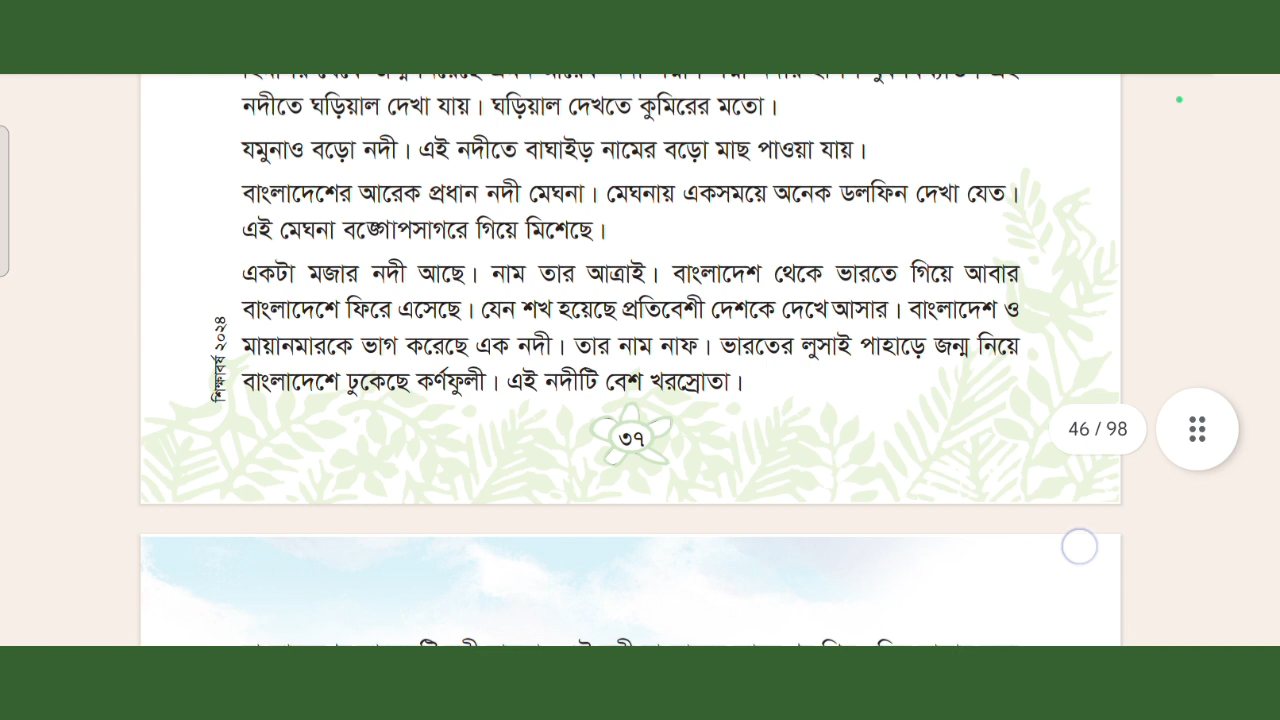 নদীতে ঘড়িয়াল দেখা যায়। ঘড়িয়াল দেখতে কুমিরের মতো।
যমুনাও বড়ো নদী। এই নদীতে বাঘাইড় নামের বড়ো মাছ পাওয়া যায়।
বাংলাদেশের আরেক প্রধান নদী মেঘনা। মেঘনায় একসময়ে অনেক ডলফিন দেখা যেত।
এই মেঘনা বঙ্গোপসাগরে গিয়ে মিশেছে।
একটা মজার নদী আছে। নাম তার আত্রাই। বাংলাদেশ থেকে ভারতে গিয়ে আবার
বাংলাদেশে ফিরে এসেছে। যেন শখ হয়েছে প্রতিবেশী দেশকে দেখে আসার। বাংলাদেশ ও
মায়ানমারকে ভাগ করেছে এক নদী। তার নাম নাফ। ভারতের লুসাই পাহাড়ে জন্ম নিয়ে
বাংলাদেশে ঢুকেছে কর্ণফুলী। এই নদীটি বেশ খরস্রোতা।
শিক্ষাবর্ষ ২০২৪
৩৭
46 / 98